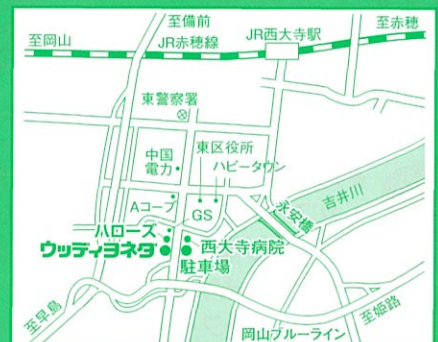 至備前
至岡山
JR赤穂線
JR西大寺駅
至赤穂
東警察署
中国
電力
東区役所
ハピータウン
Aコープ
GS
永安橋
吉井川
ハローズ
ウッディヨネダ
西大寺病院
駐車場
至早島
岡山ブルーライン
至姫路